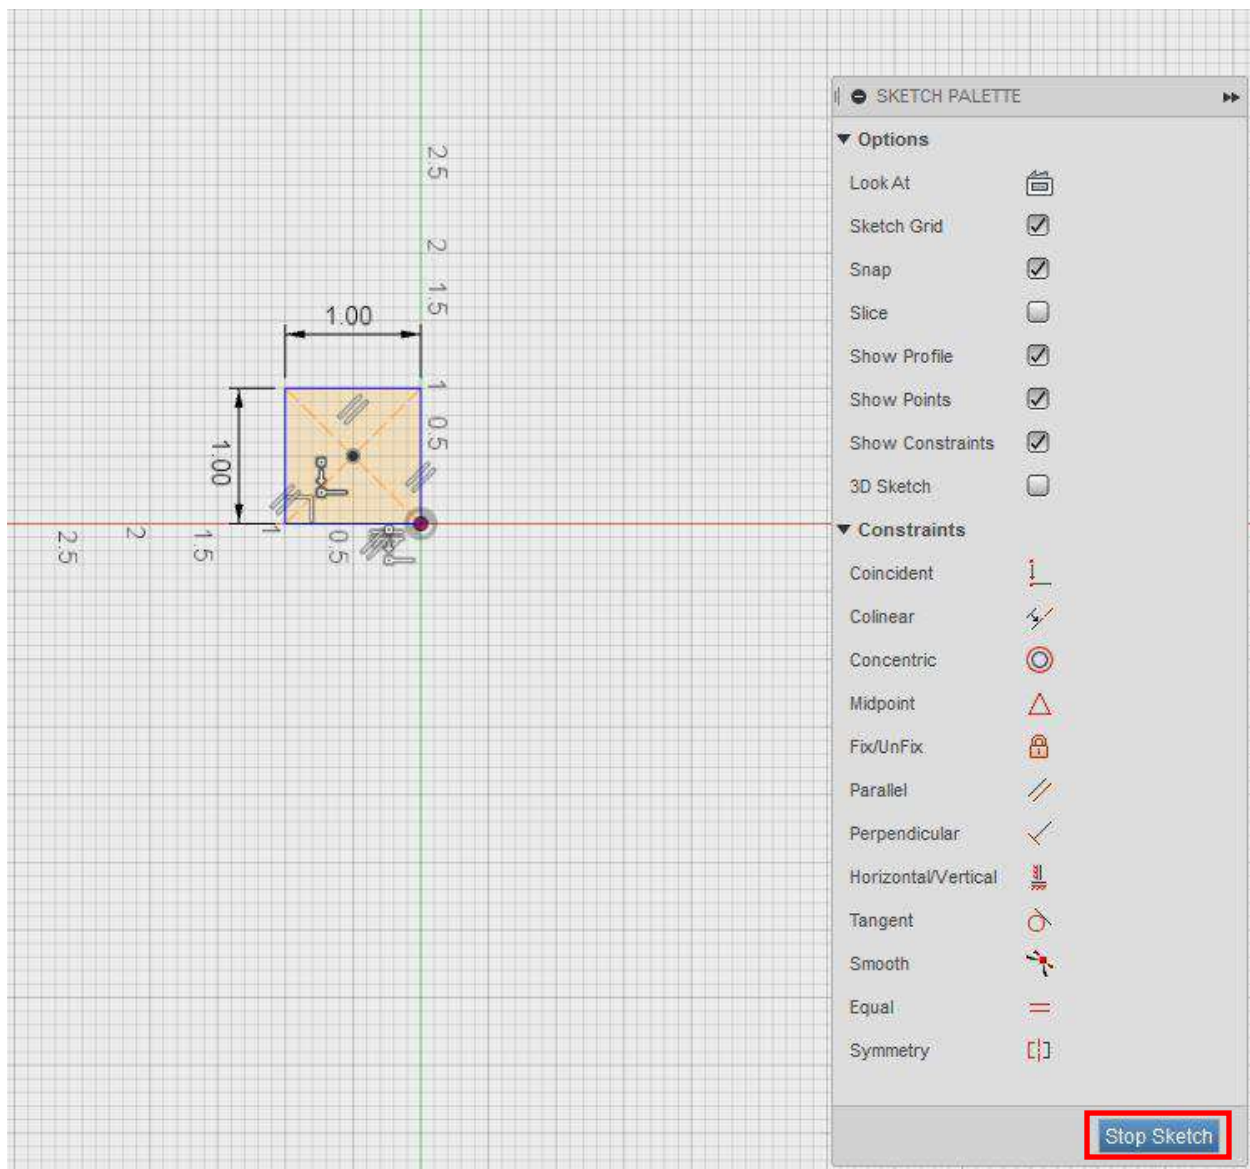 SKETCH PALETTE
Options
Look At
Sketch Grid
Snap
Slice
Show Profile
Show Points
Show Constraints
3D Sketch
Constraints
Coincident
Colinear
Concentric
Midpoint
Fix/UnFix
Parallel
Perpendicular
Horizontal/Vertical
Tangent
Smooth
Equal
Symmetry
Stop Sketch
2.5
2
1.5
1.00
1
0.5
1.00
2.5
2
1.5
1
0.5